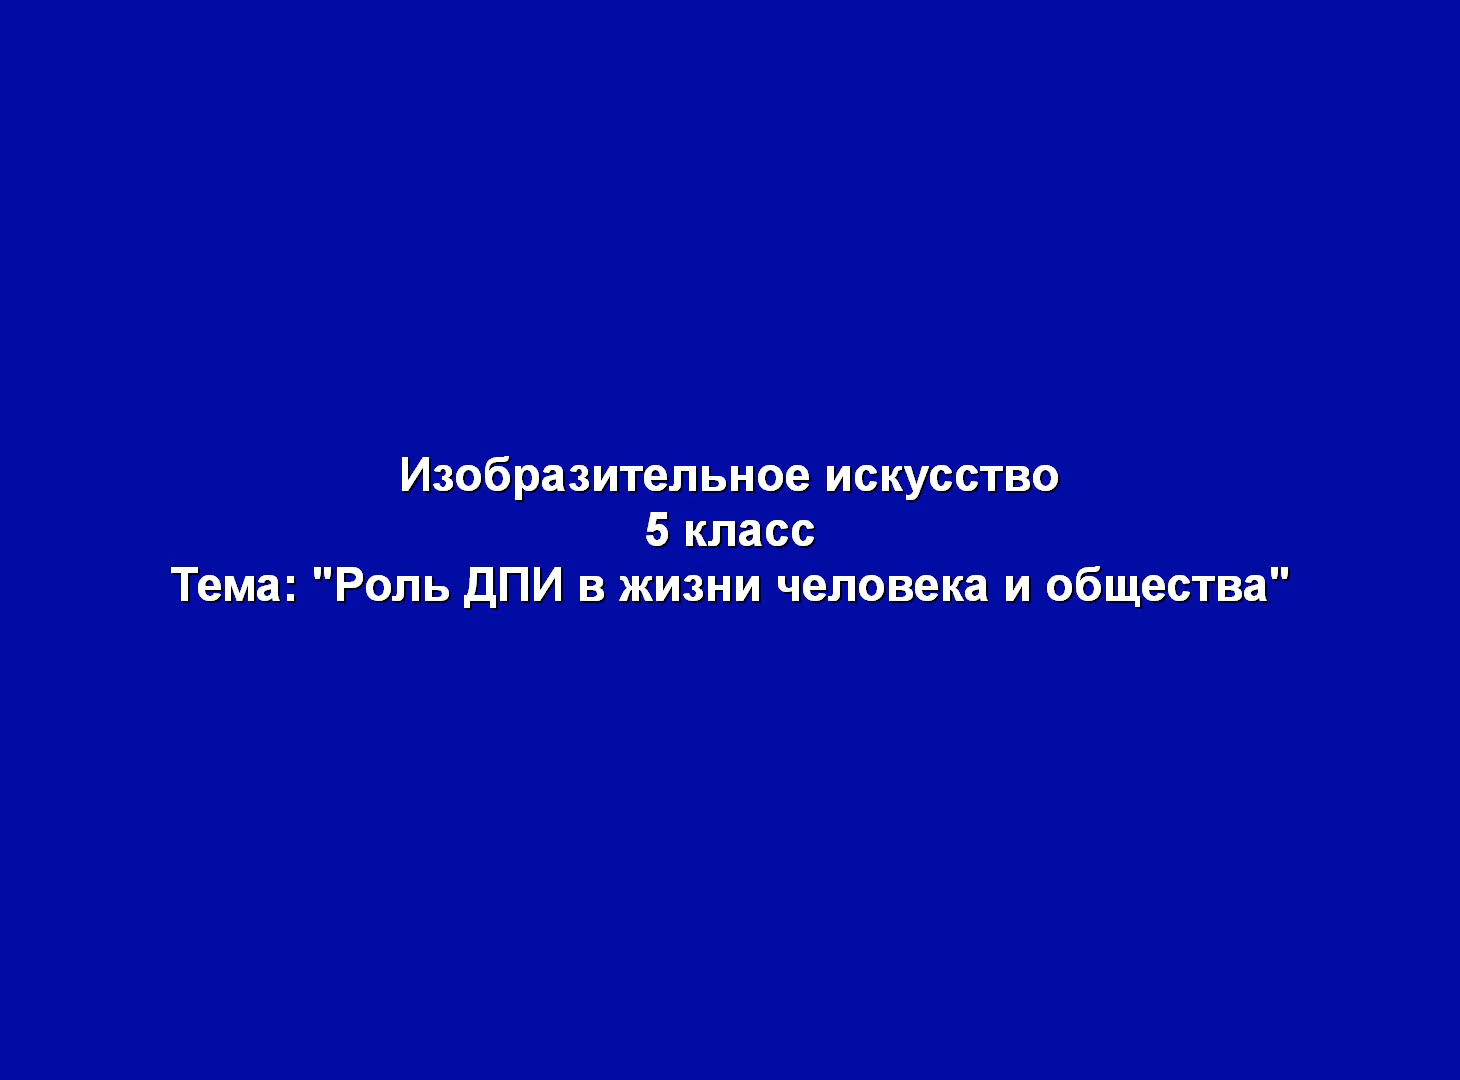 Изобразительное искусство
5 класс
Тема: "Роль ДПИ в жизни человека и общества"